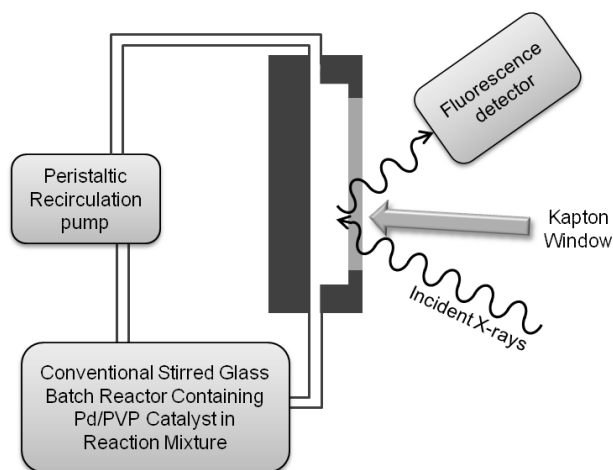 Fluorescence
detector
Peristaltic
Recirculation
pump
Kapton
Window
Incident X-rays
Conventional Stirred Glass
Batch Reactor Containing
Pd/PVP Catalyst in
Reaction Mixture